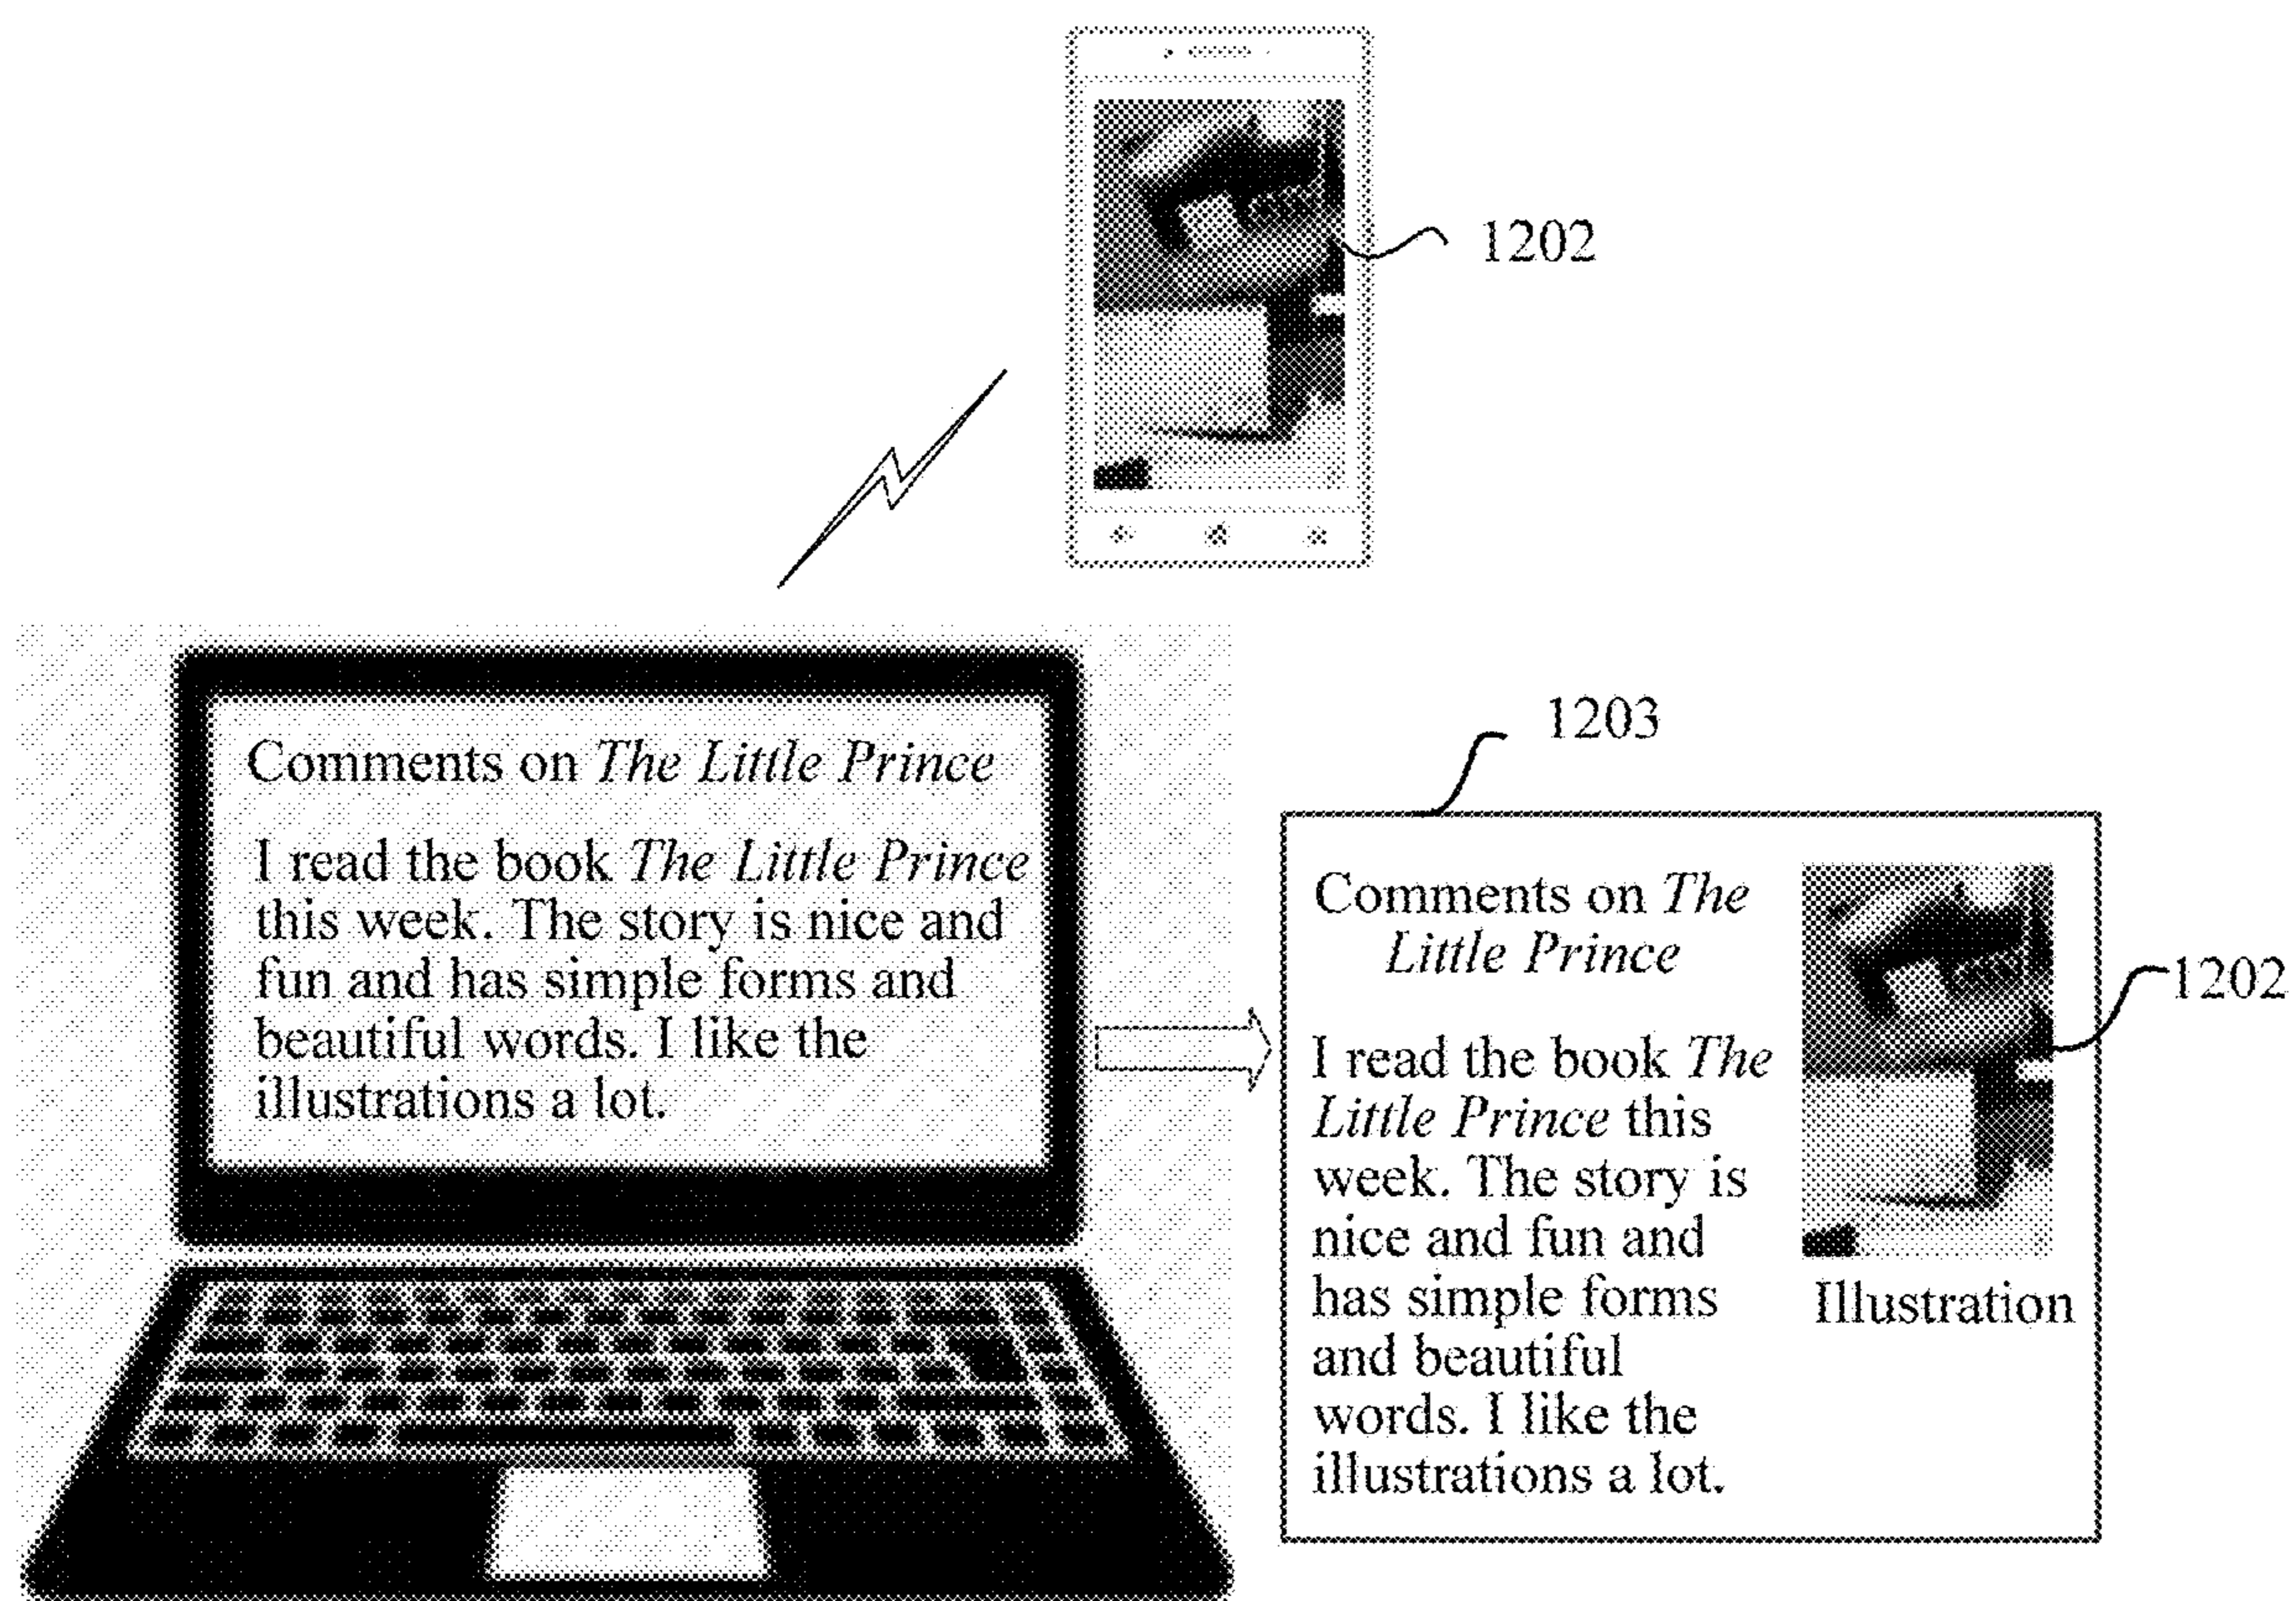 1202
Comments on The Little Prince
I read the book The Little Prince
this week. The story is nice and
fun and has simple forms and
beautiful words. I like the
illustrations a lot.
1203
Comments on The
Little Prince
I read the book The
Little Prince this
week. The story is
nice and fun and
has simple forms
and beautiful
words. I like the
illustrations a lot.
1202
Illustration